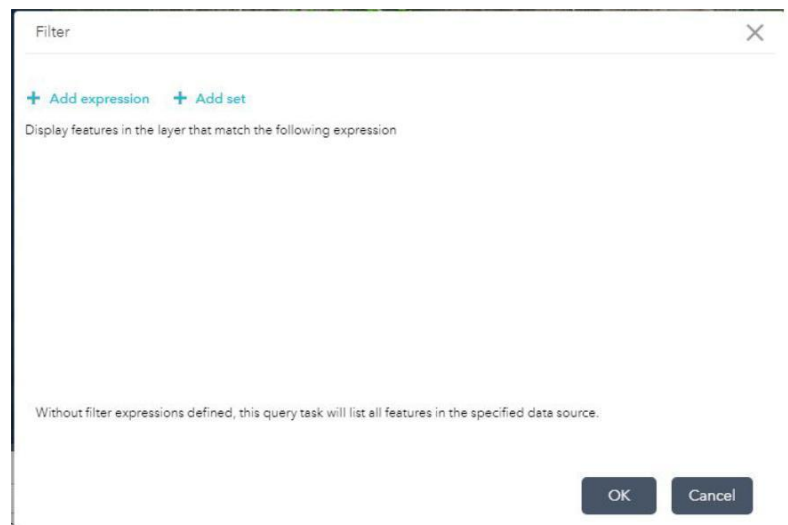 Filter
+ Add expression + Add set
Display features in the layer that match the following expression
Without filter expressions defined, this query task will list all features in the specified data source.
OK Cancel